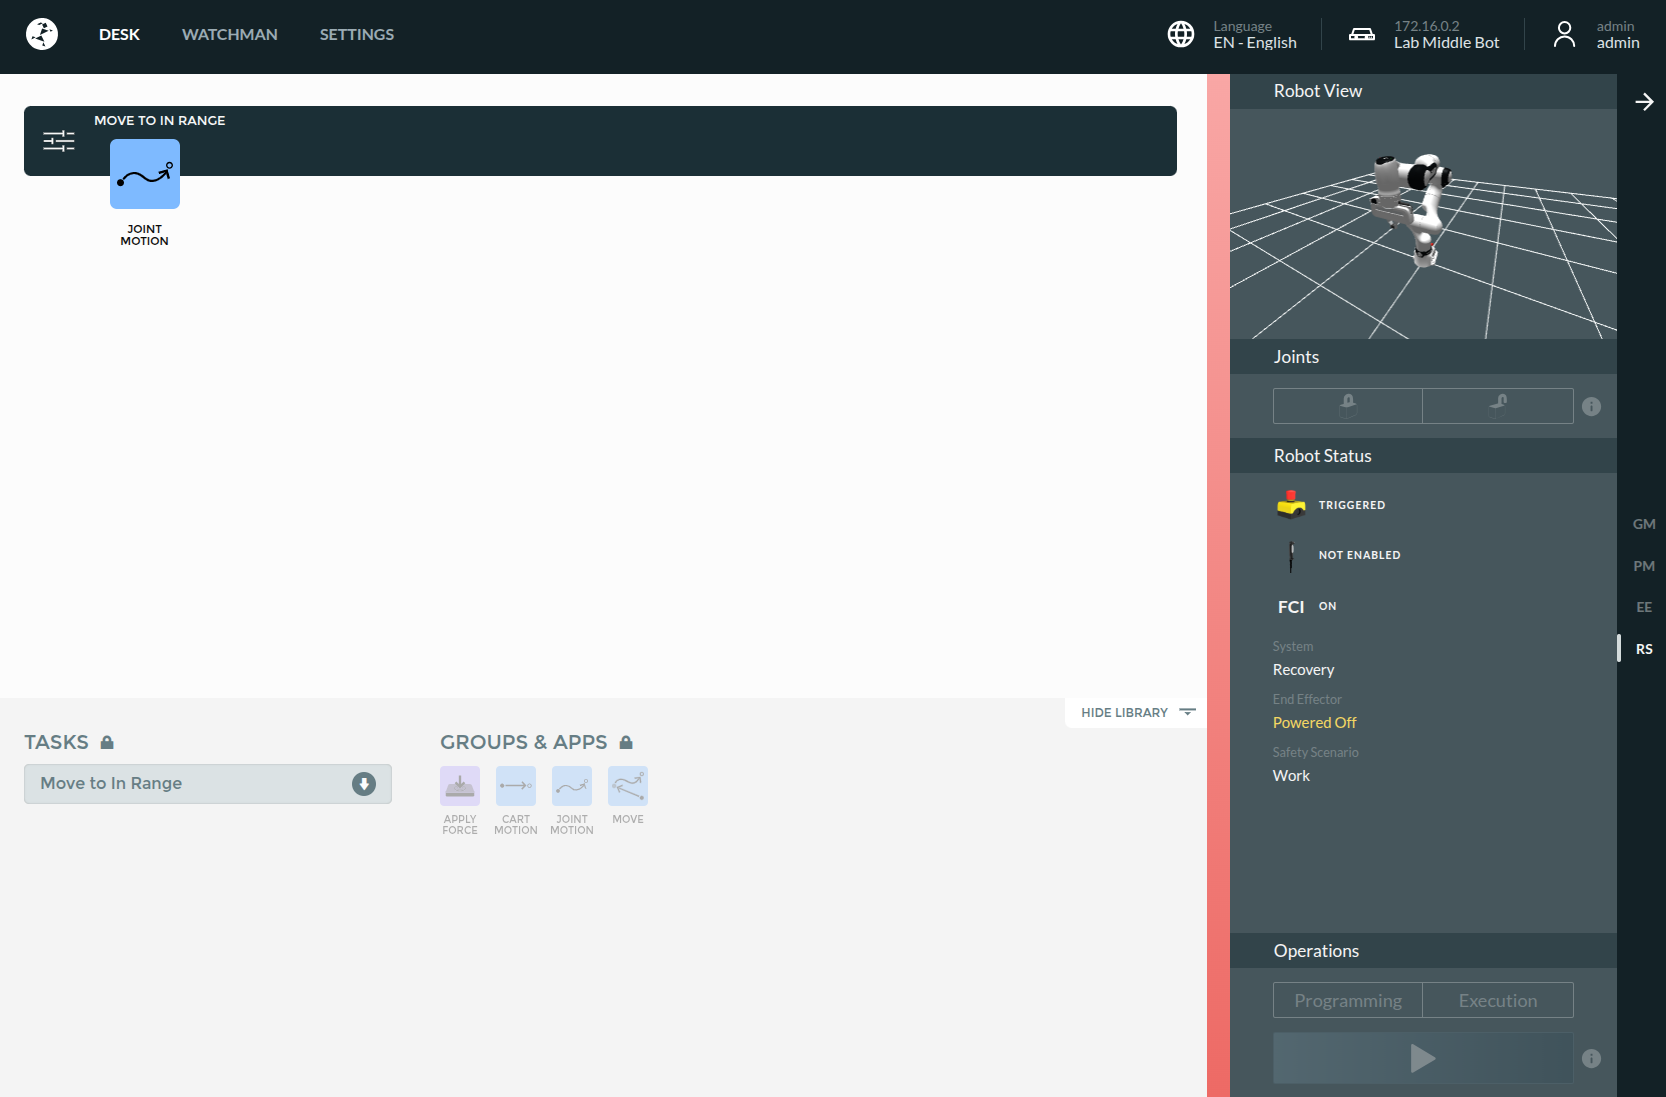 DESK
WATCHMAN
SETTINGS
Language
EN - English
172.16.0.2
Lab Middle Bot
admin
admin
MOVE TO IN RANGE
JOINT
MOTION
Robot View
Joints
Robot Status
TRIGGERED
NOT ENABLED
FCI ON
System
Recovery
End Effector
Powered Off
Safety Scenario
Work
GM
PM
EE
RS
HIDE LIBRARY
TASKS
Move to In Range
GROUPS & APPS
APPLY
FORCE
CART
MOTION
JOINT
MOTION
MOVE
Operations
Programming
Execution